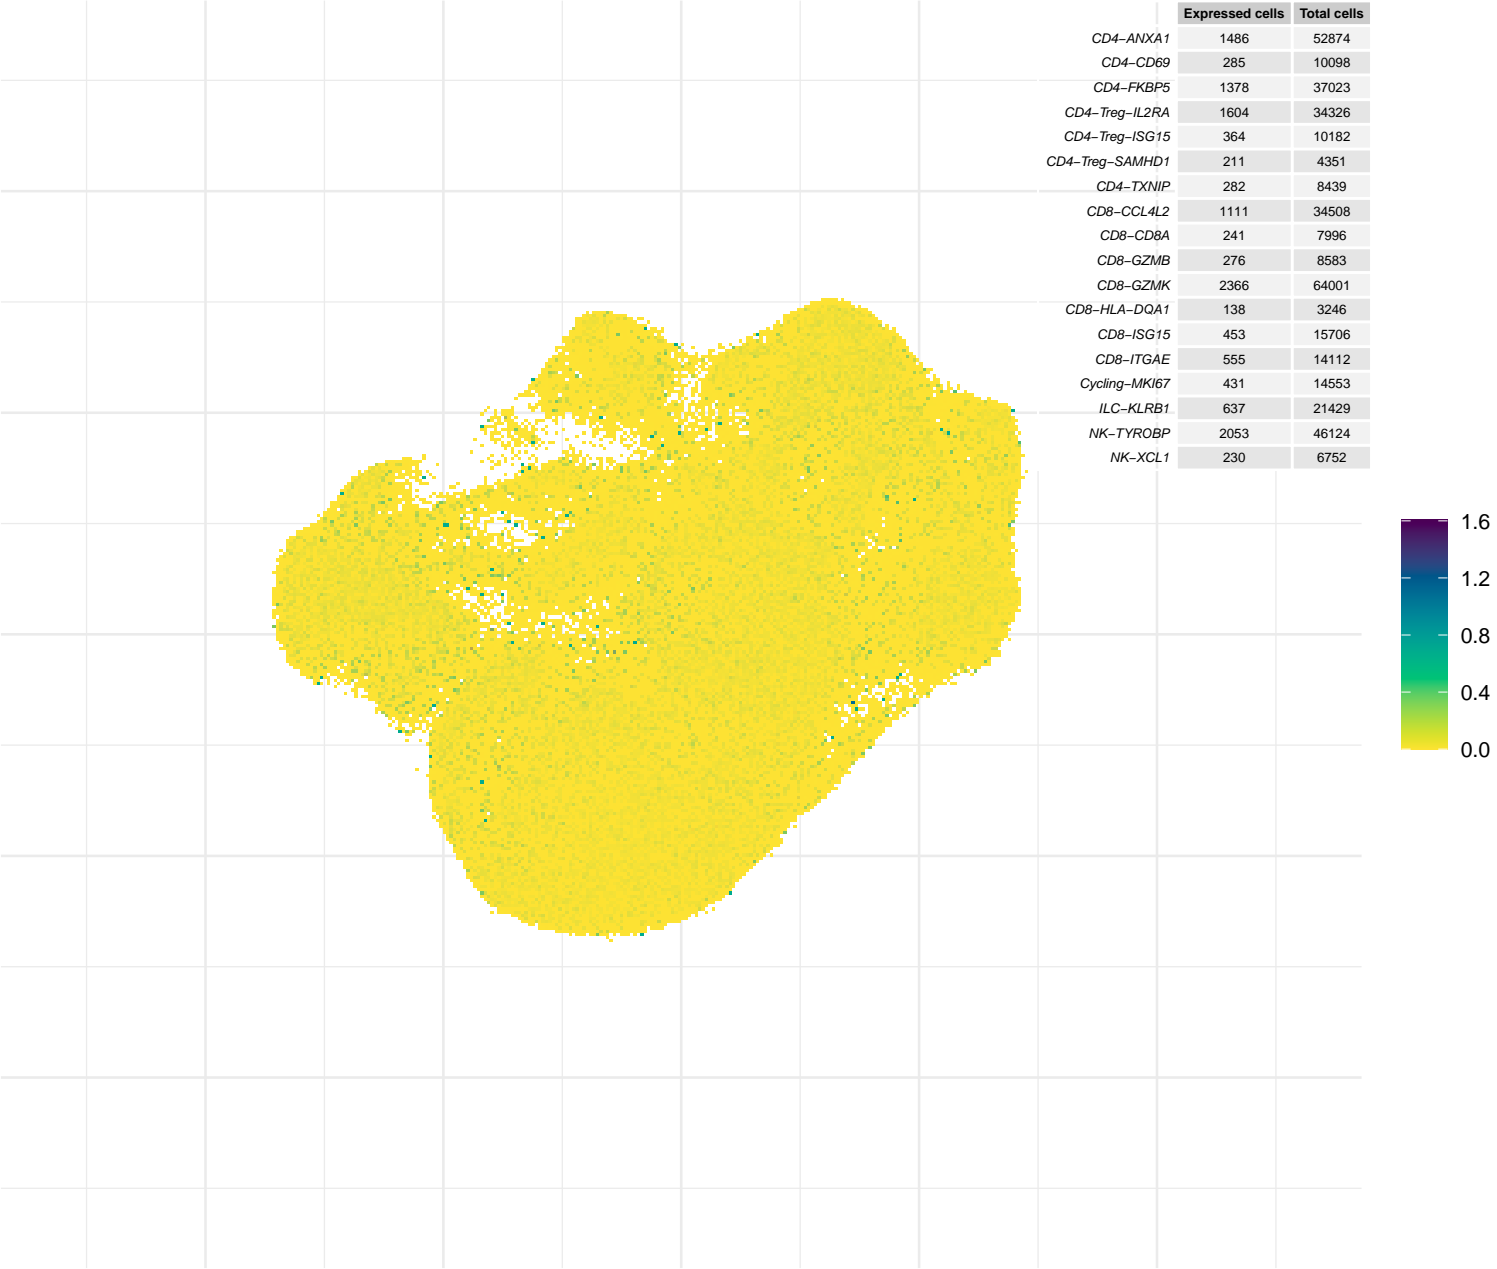 Expressed cells Total cells
CD4−ANXA1 1486 52874
CD4−CD69 285 10098
CD4−FKBP5 1378 37023
CD4−Treg−IL2RA 1604 34326
CD4−Treg−ISG15 364 10182
CD4−Treg−SAMHD1 211 4351
CD4−TXNIP 282 8439
CD8−CCL4L2 1111 34508
CD8−CD8A 241 7996
CD8−GZMB 276 8583
CD8−GZMK 2366 64001
CD8−HLA−DQA1 138 3246
CD8−ISG15 453 15706
CD8−ITGAE 555 14112
Cycling−MKI67 431 14553
ILC−KLRB1 637 21429
NK−TYROBP 2053 46124
NK−XCL1 230 6752
1.6
1.2
0.8
0.4
0.0